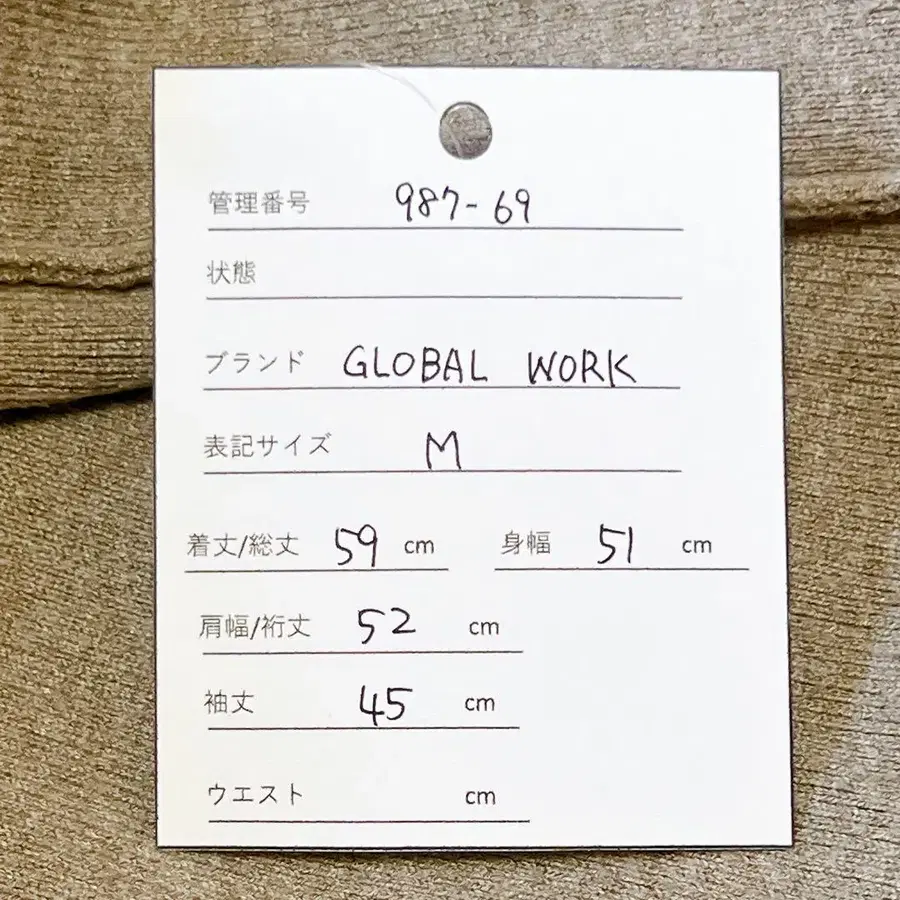 管理番号 987-69
状態
ブランド GLOBAL WORK
表記サイズ M
着丈/総丈 59 cm 身幅 51 cm
肩幅/裄丈 52 cm
袖丈 45 cm
ウエスト cm